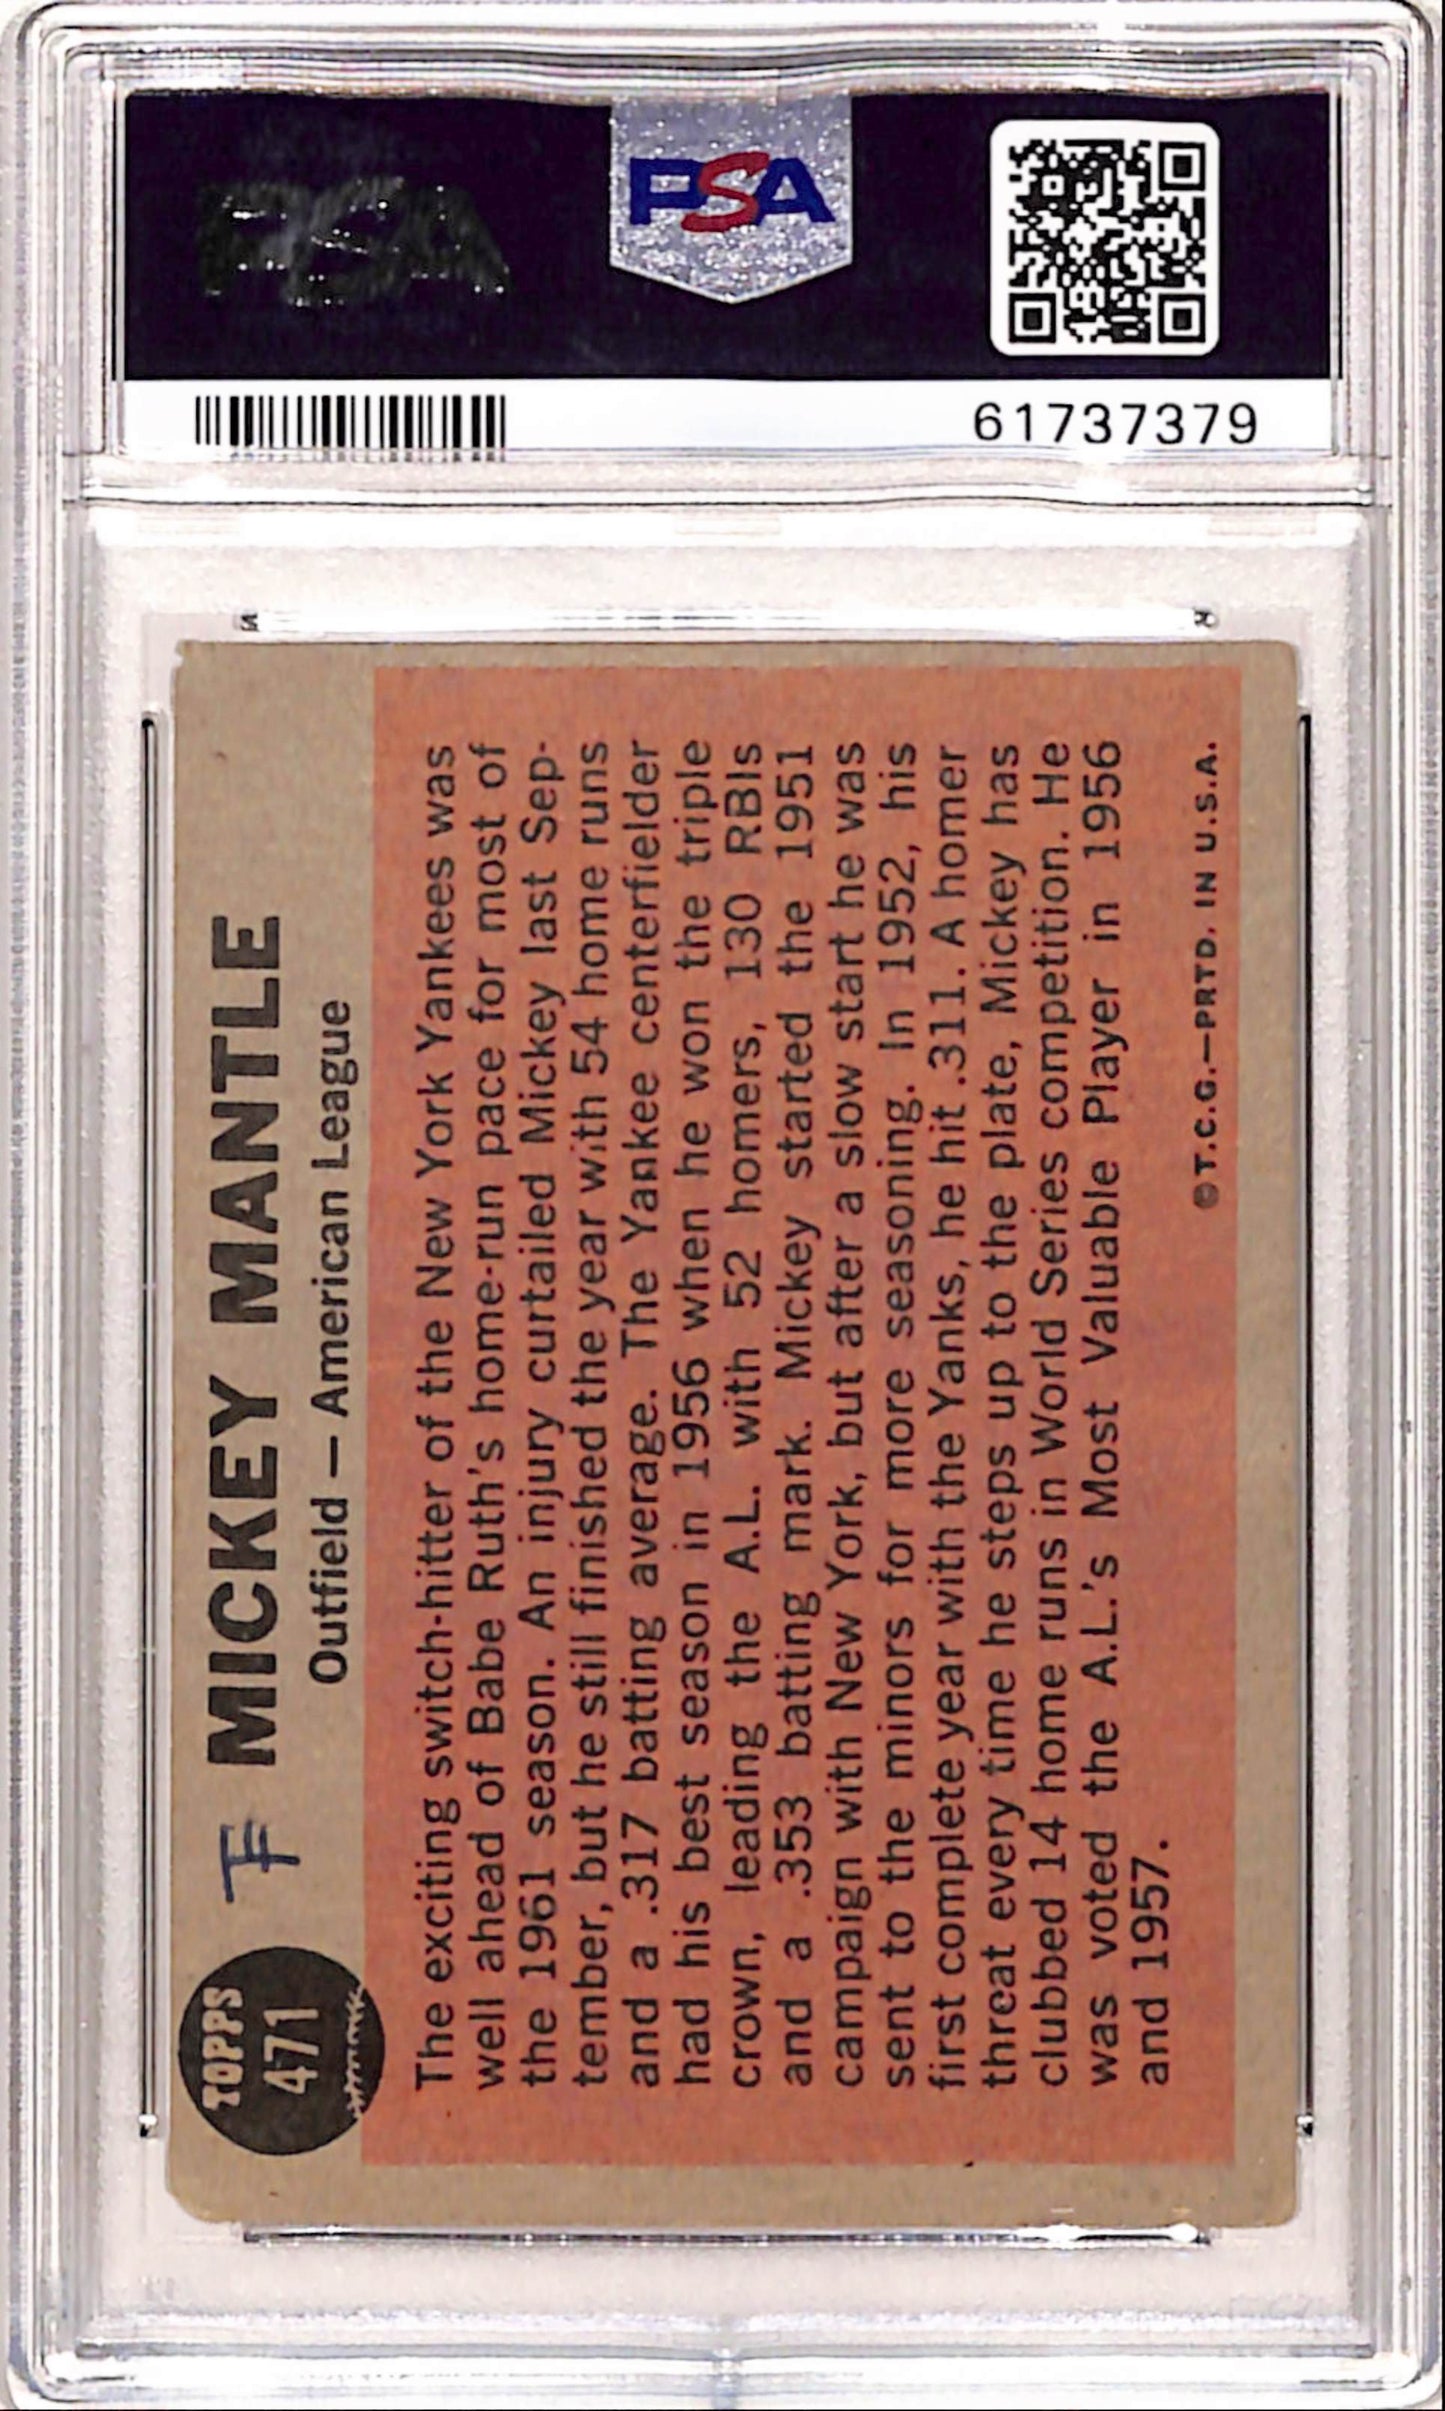 PSA
PSA
61737379
TOPPS
471
F
MICKEY MANTLE
Outfield — American League
The exciting switch-hitter of the New York Yankees was
well ahead of Babe Ruth's home-run pace for most of
the 1961 season. An injury curtailed Mickey last Sep-
tember, but he still finished the year with 54 home runs
and a .317 batting average. The Yankee centerfielder
had his best season in 1956 when he won the triple
crown, leading the A.L. with 52 homers, 130 RBIs
and a .353 batting mark. Mickey started the 1951
campaign with New York, but after a slow start he was
sent to the minors for more seasoning. In 1952, his
first complete year with the Yanks, he hit .311. A homer
threat every time he steps up to the plate, Mickey has
clubbed 14 home runs in World Series competition. He
was voted the A.L.'s Most Valuable Player in 1956
and 1957.
©T.C.G.—PRTD. IN U.S.A.